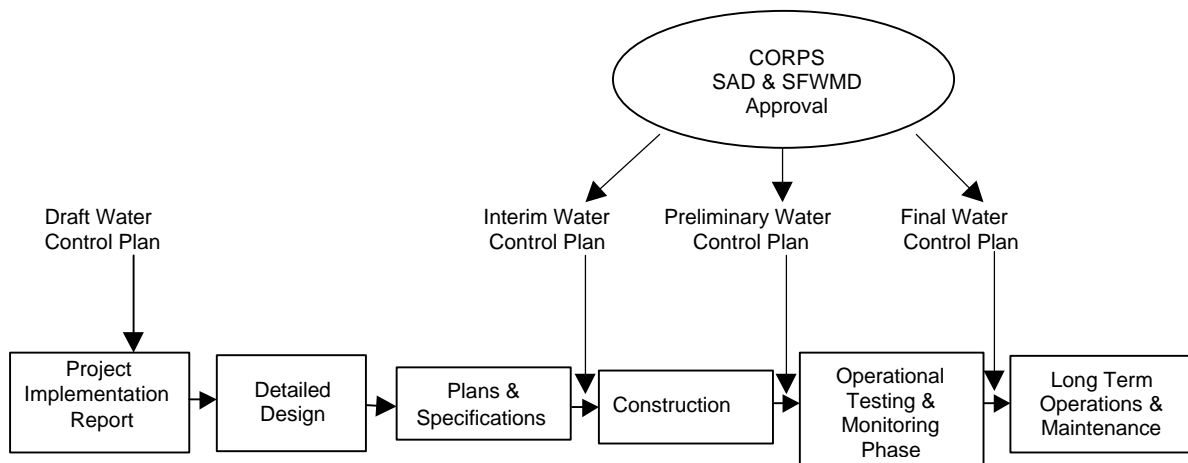 CORPS
SAD & SFWMD
Approval
Draft Water
Control Plan
Interim Water
Control Plan
Preliminary Water
Control Plan
Final Water
Control Plan
Project
Implementation
Report
Detailed
Design
Plans &
Specifications
Construction
Operational
Testing &
Monitoring
Phase
Long Term
Operations &
Maintenance